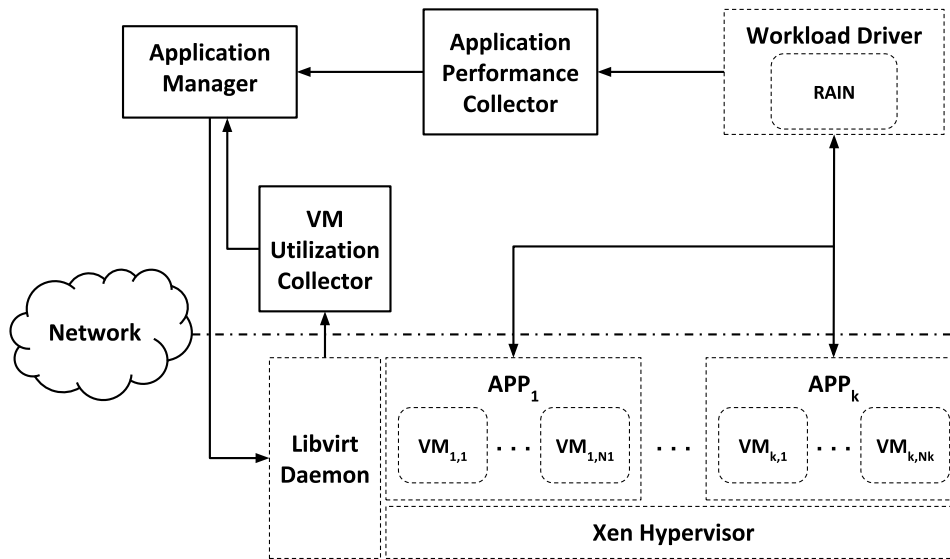 Application
Manager
Application
Performance
Collector
Workload Driver
RAIN
VM
Utilization
Collector
Network
Libvirt
Daemon
APP1
VM1,1 . . . VM1,N1
. . .
APPk
VMk,1 . . . VMk,Nk
Xen Hypervisor